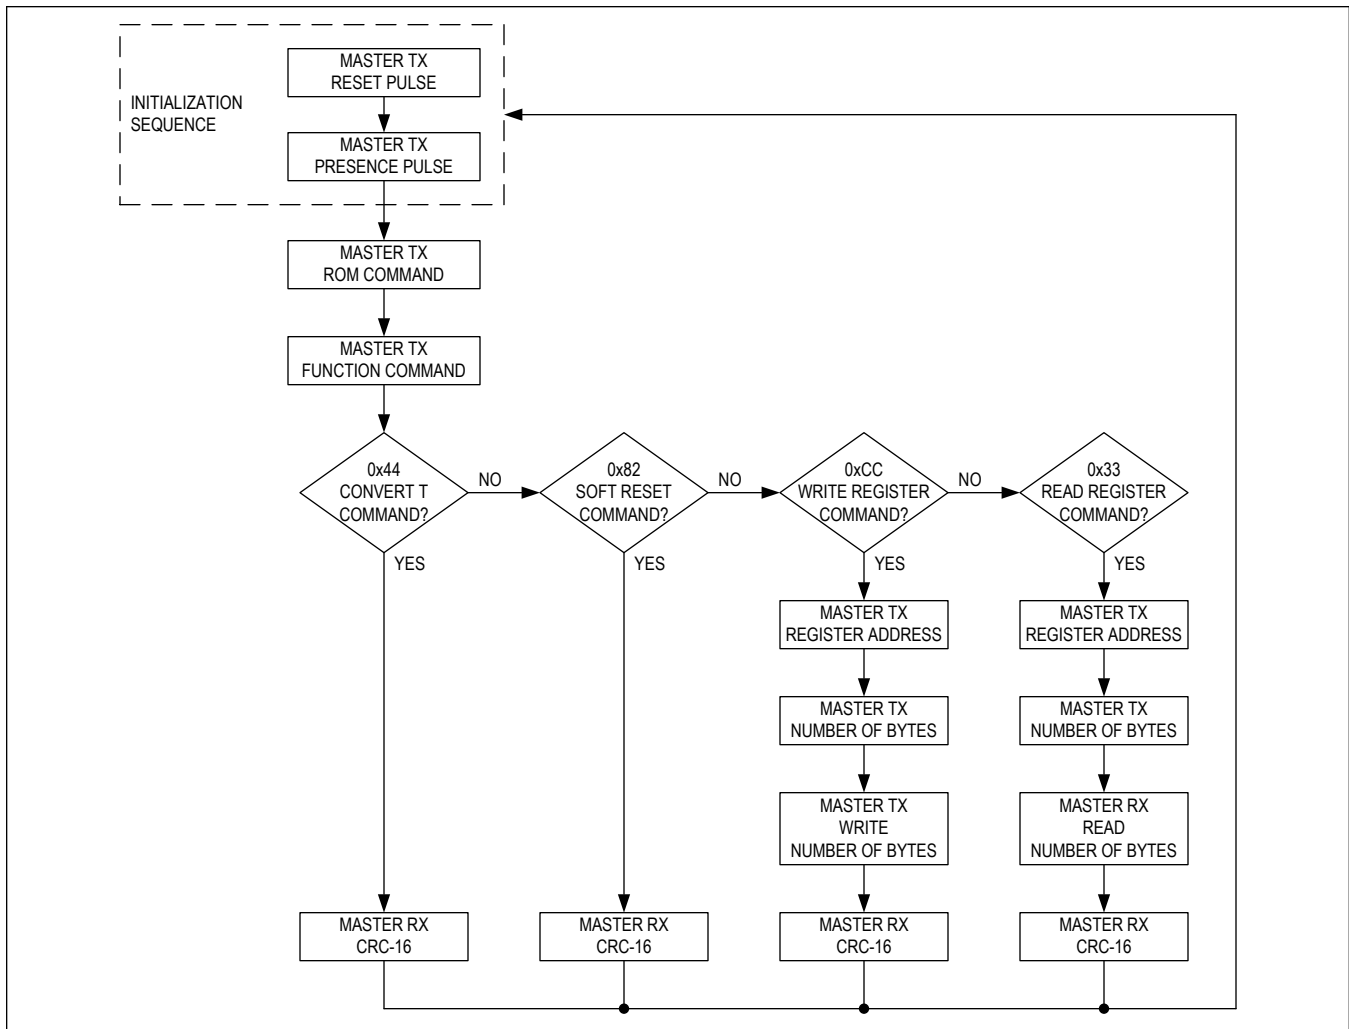 MASTER TX
RESET PULSE
INITIALIZATION
SEQUENCE
MASTER TX
PRESENCE PULSE
MASTER TX
ROM COMMAND
MASTER TX
FUNCTION COMMAND
0x44
CONVERT T
COMMAND?
NO
YES
0x82
SOFT RESET
COMMAND?
NO
YES
0xCC
WRITE REGISTER
COMMAND?
NO
YES
0x33
READ REGISTER
COMMAND?
YES
MASTER TX
REGISTER ADDRESS
MASTER TX
REGISTER ADDRESS
MASTER TX
NUMBER OF BYTES
MASTER TX
NUMBER OF BYTES
MASTER TX
WRITE
NUMBER OF BYTES
MASTER RX
READ
NUMBER OF BYTES
MASTER RX
CRC-16
MASTER RX
CRC-16
MASTER RX
CRC-16
MASTER RX
CRC-16